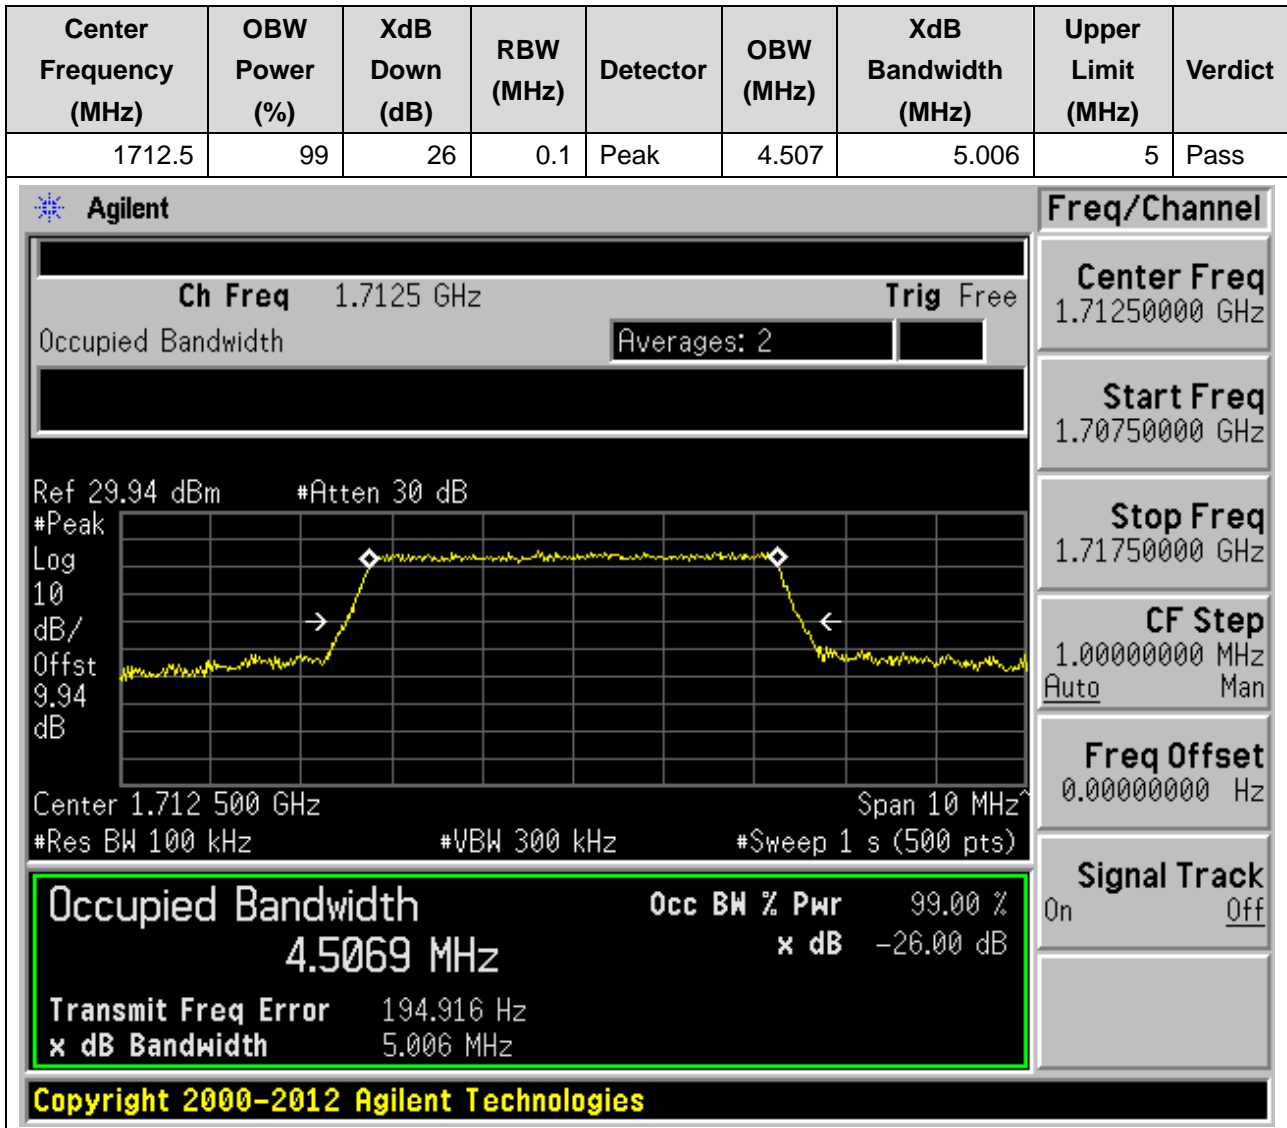 Center Frequency (MHz) OBW Power (%) XdB Down (dB) RBW (MHz) Detector OBW (MHz) XdB Bandwidth (MHz) Upper Limit (MHz) Verdict
1712.5 99 26 0.1 Peak 4.507 5.006 5 Pass
Agilent
Ch Freq 1.7125 GHz Trig Free
Occupied Bandwidth Averages: 2
Ref 29.94 dBm #Atten 30 dB
#Peak
Log
10
dB/
Offst
9.94
dB
Center 1.712 500 GHz Span 10 MHz^
#Res BW 100 kHz #VBW 300 kHz #Sweep 1 s (500 pts)
Occupied Bandwidth Occ BW % Pwr 99.00 %
4.5069 MHz x dB -26.00 dB
Transmit Freq Error 194.916 Hz
x dB Bandwidth 5.006 MHz
Copyright 2000-2012 Agilent Technologies
Freq/Channel
Center Freq
1.71250000 GHz
Start Freq
1.70750000 GHz
Stop Freq
1.71750000 GHz
CF Step
1.00000000 MHz
Auto Man
Freq Offset
0.00000000 Hz
Signal Track
On Off